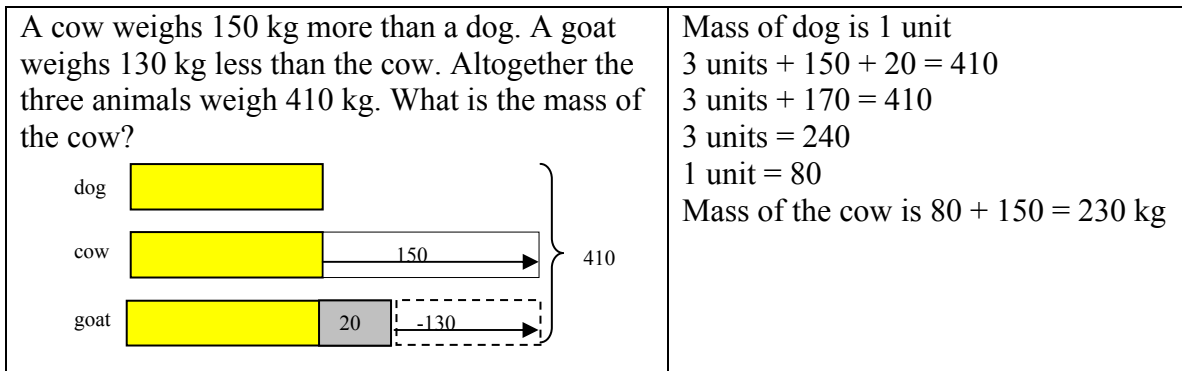 A cow weighs 150 kg more than a dog. A goat
weighs 130 kg less than the cow. Altogether the
three animals weigh 410 kg. What is the mass of
the cow?
dog
cow
150
410
goat
20
-130
Mass of dog is 1 unit
3 units + 150 + 20 = 410
3 units + 170 = 410
3 units = 240
1 unit = 80
Mass of the cow is 80 + 150 = 230 kg